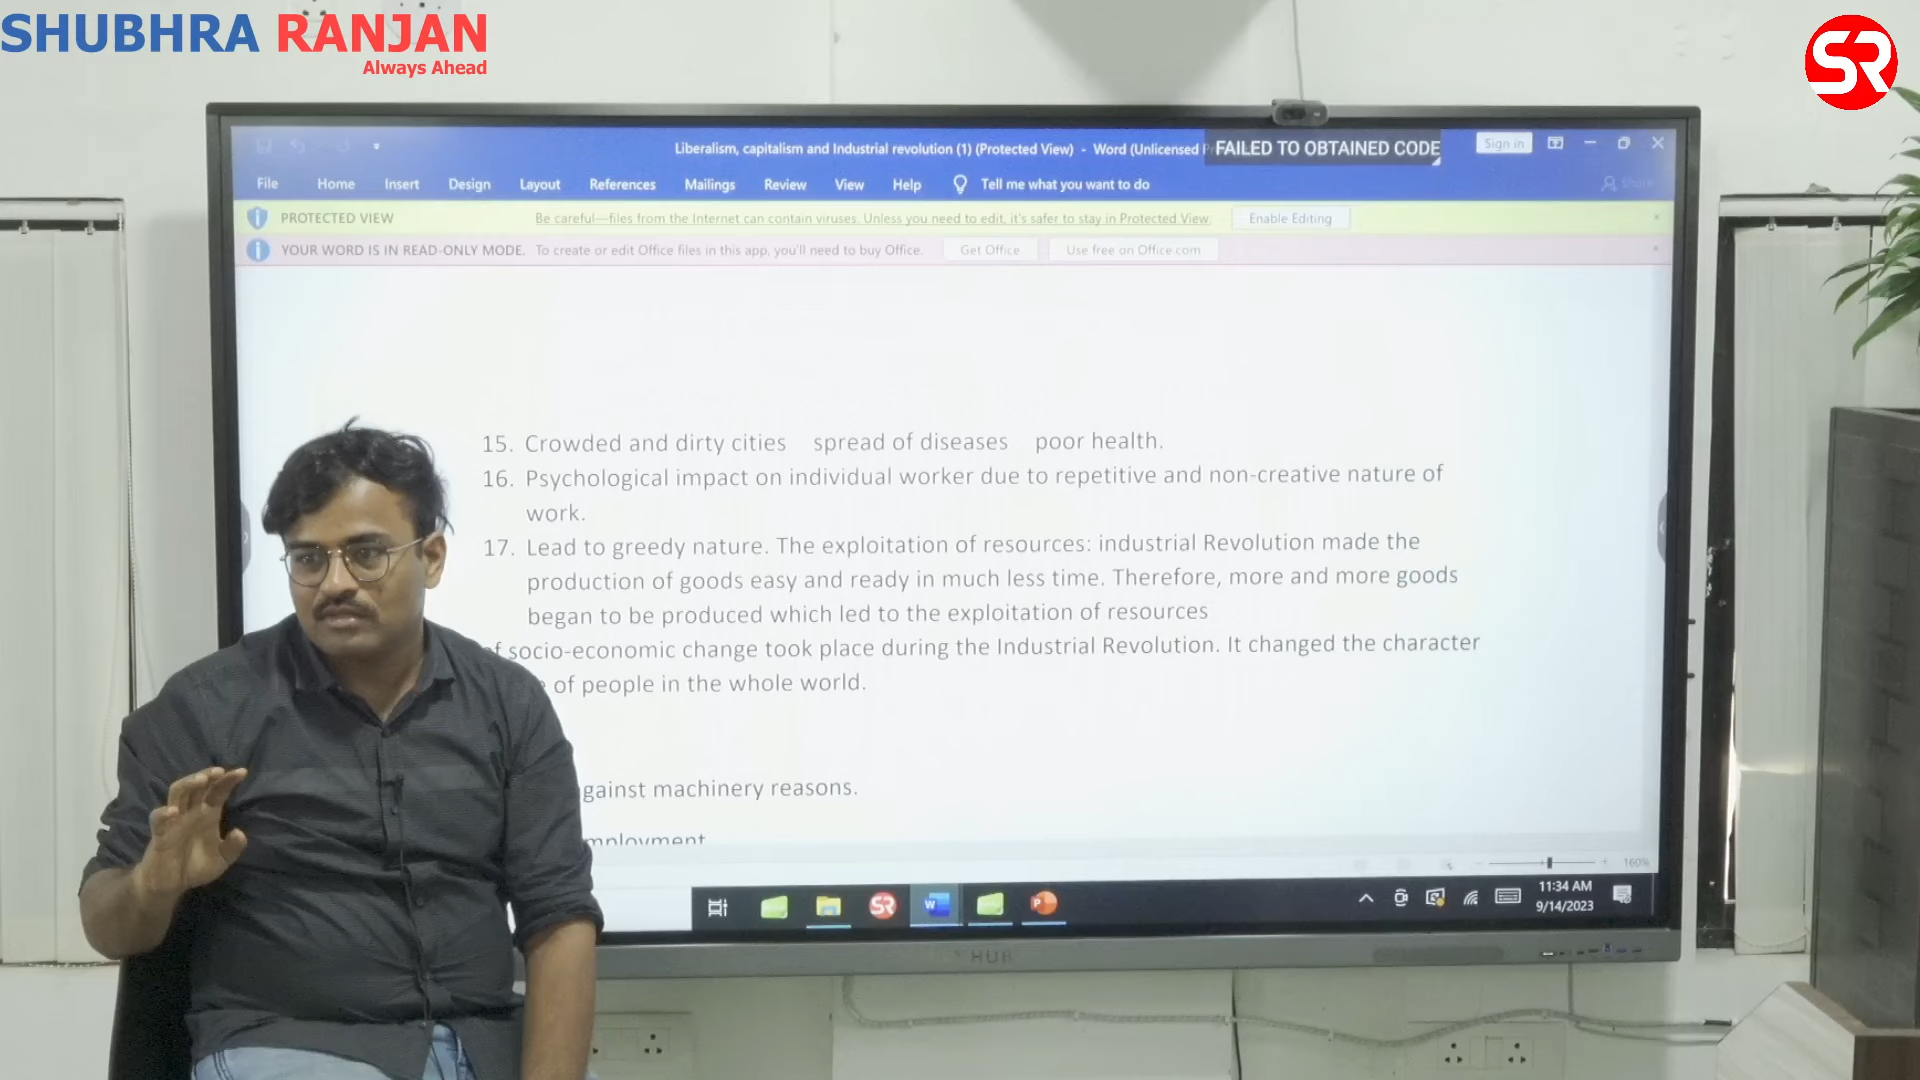 SHUBHRA RANJAN
Always Ahead
SR
Liberalism, capitalism and Industrial revolution (1) (Protected View) - Word (Unlicensed
FAILED TO OBTAINED CODE
Sign in
File Home Insert Design Layout References Mailings Review View Help Tell me what you want to do
Share
PROTECTED VIEW Be careful—files from the Internet can contain viruses. Unless you need to edit, it's safer to stay in Protected View. Enable Editing
YOUR WORD IS IN READ-ONLY MODE. To create or edit Office files in this app, you'll need to buy Office. Get Office Use free on Office.com
15. Crowded and dirty cities spread of diseases poor health.
16. Psychological impact on individual worker due to repetitive and non-creative nature of
work.
17. Lead to greedy nature. The exploitation of resources: industrial Revolution made the
production of goods easy and ready in much less time. Therefore, more and more goods
began to be produced which led to the exploitation of resources
of socio-economic change took place during the Industrial Revolution. It changed the character
of people in the whole world.
gainst machinery reasons.
mployment
160%
SR
W
P
11:34 AM
9/14/2023
HUB